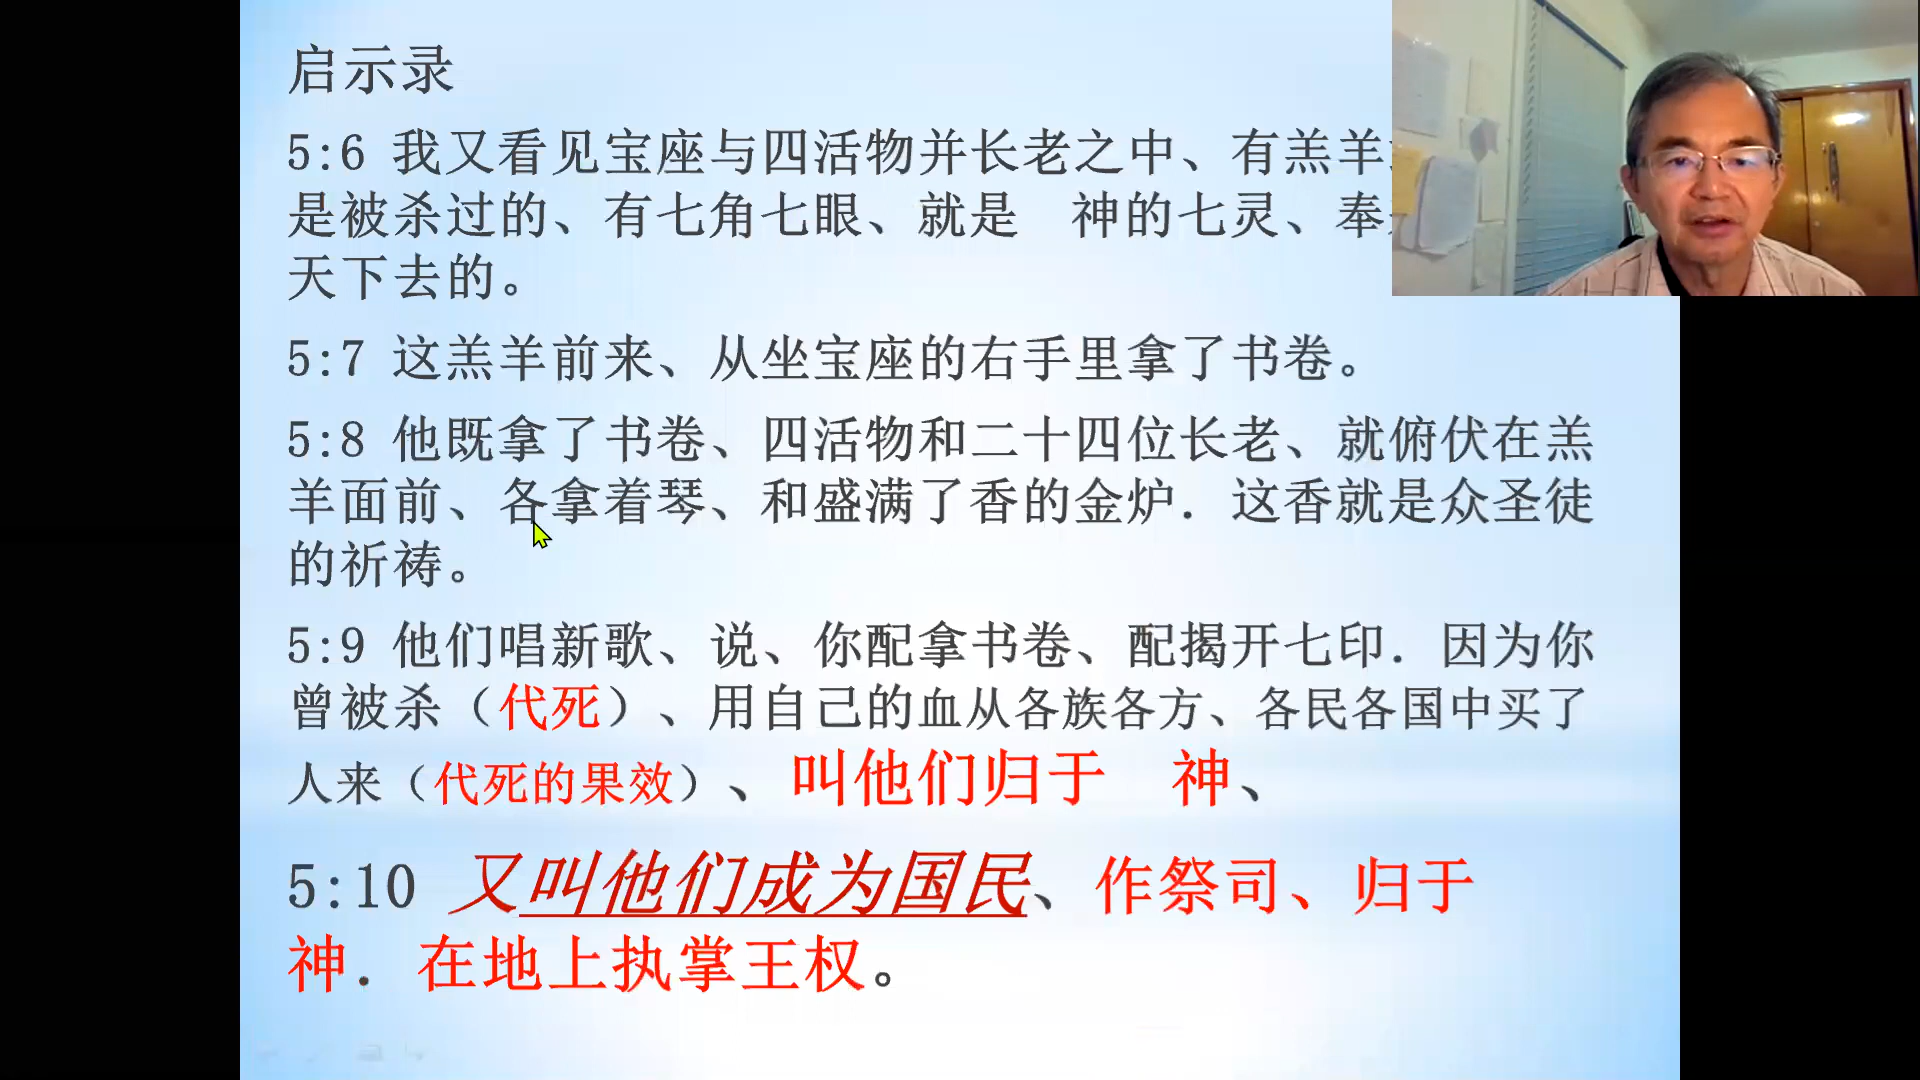 启示录
5:6 我又看见宝座与四活物并长老之中、有羔羊
是被杀过的、有七角七眼、就是　神的七灵、奉
天下去的。
5:7 这羔羊前来、从坐宝座的右手里拿了书卷。
5:8 他既拿了书卷、四活物和二十四位长老、就俯伏在羔
羊面前、各拿着琴、和盛满了香的金炉．这香就是众圣徒
的祈祷。
5:9 他们唱新歌、说、你配拿书卷、配揭开七印．因为你
曾被杀（代死）、用自己的血从各族各方、各民各国中买了
人来（代死的果效）、叫他们归于　神、
5:10 又叫他们成为国民、作祭司、归于
神．在地上执掌王权。